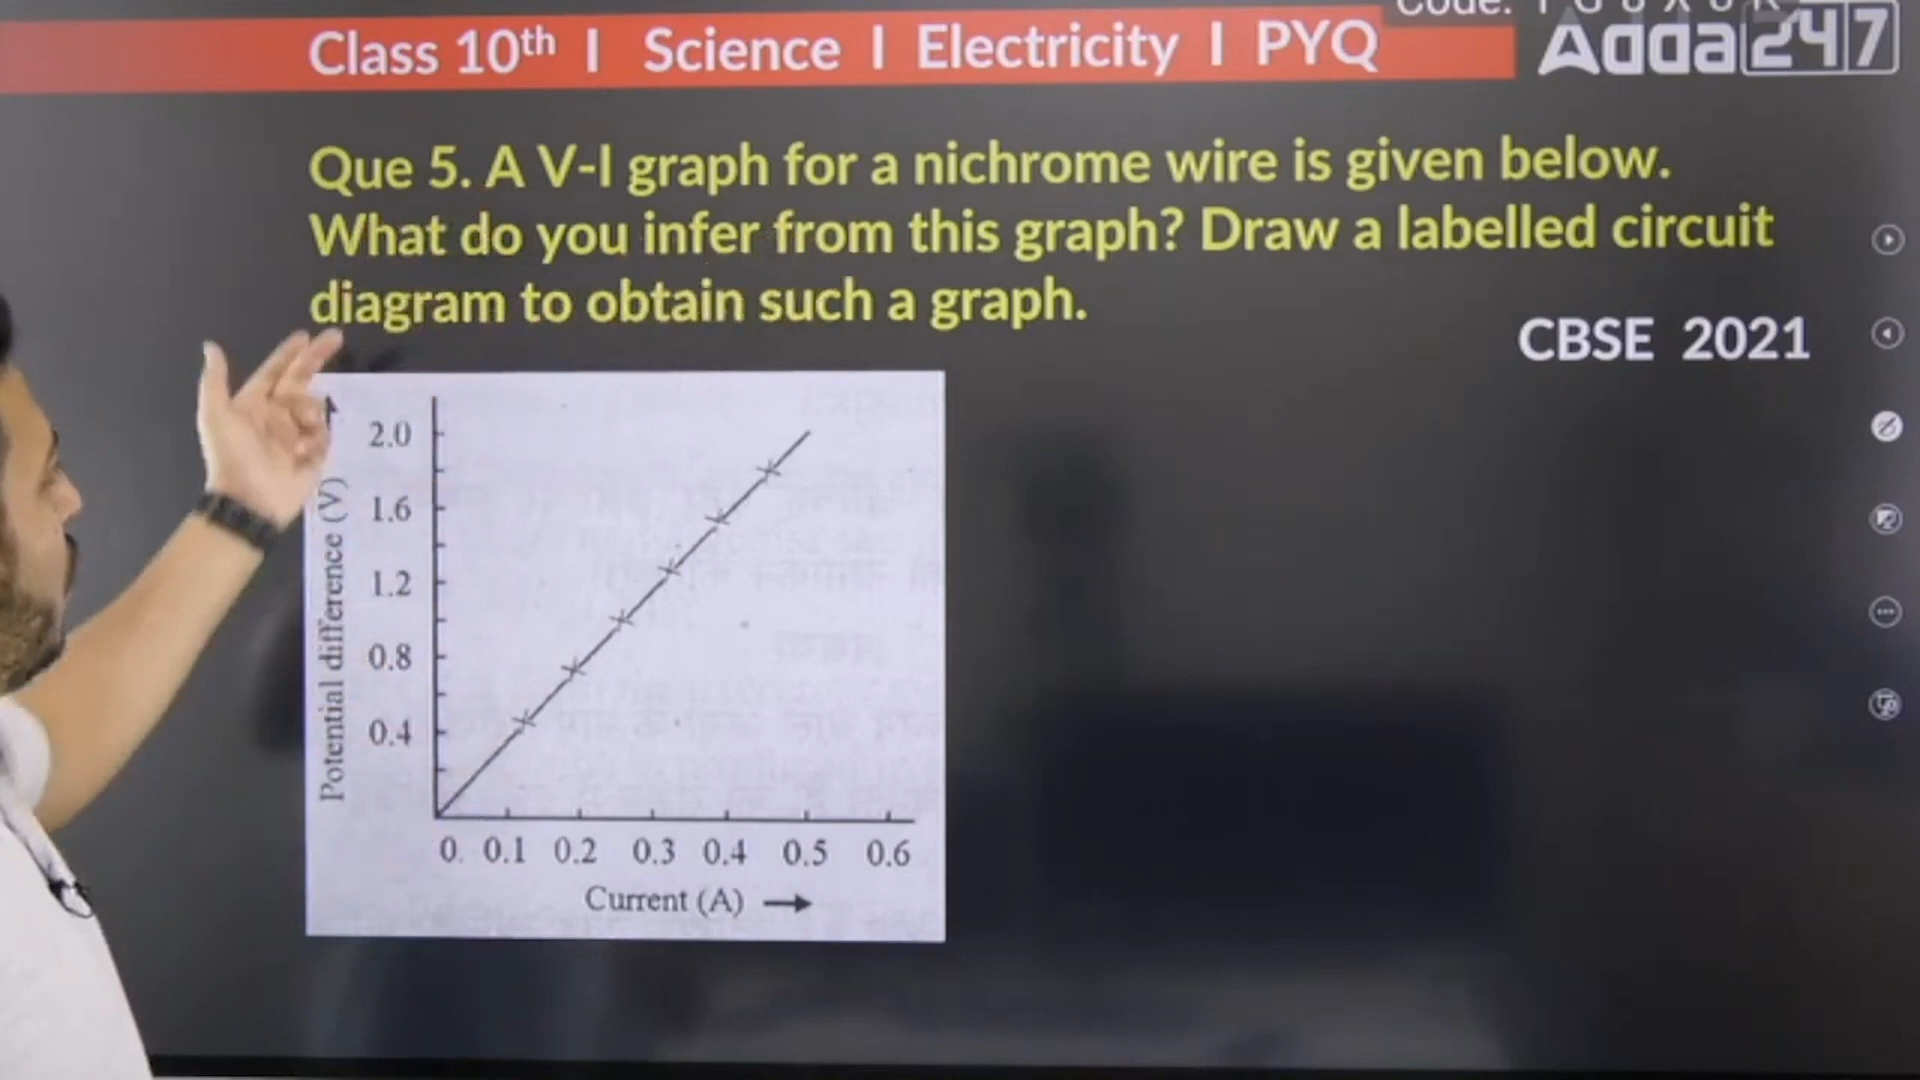 Class 10th I Science I Electricity I PYQ
Adda247
Que 5. A V-I graph for a nichrome wire is given below.
What do you infer from this graph? Draw a labelled circuit
diagram to obtain such a graph.
CBSE 2021
Potential difference (V)
2.0
1.6
1.2
0.8
0.4
0. 0.1 0.2 0.3 0.4 0.5 0.6
Current (A)